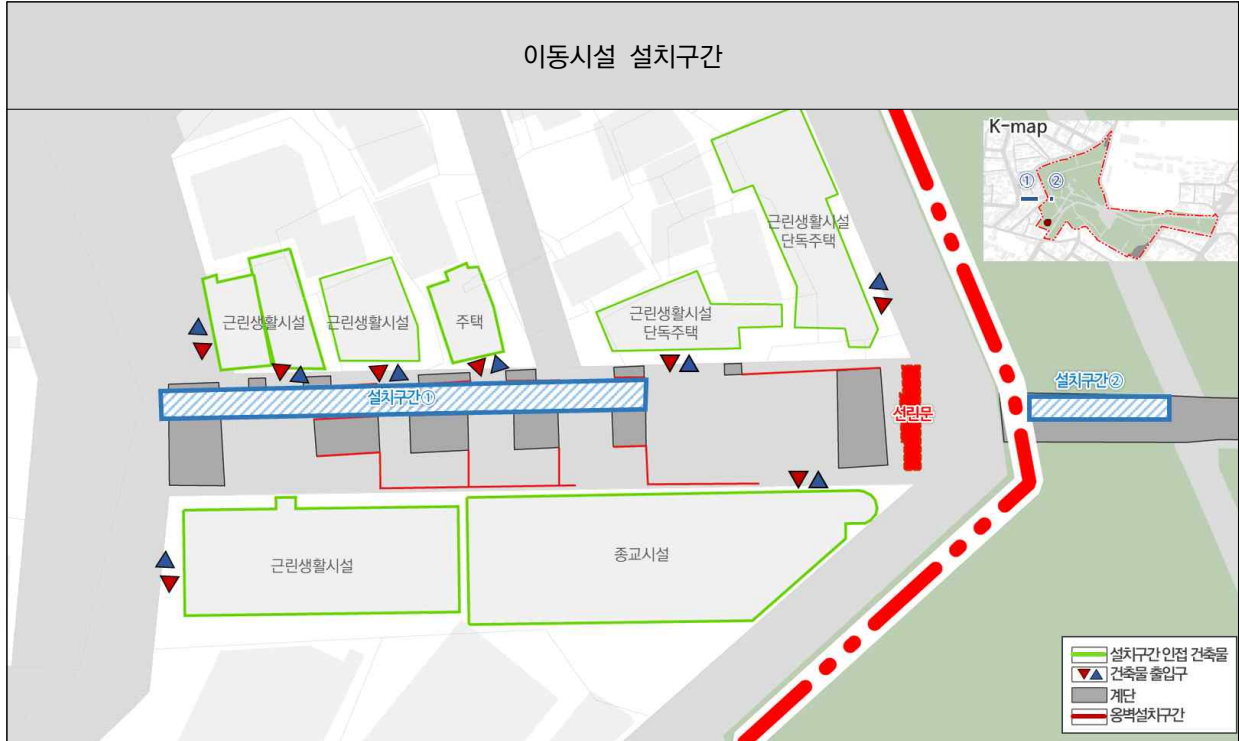 이동시설 설치구간
K-map
① ②
근린생활시설
단독주택
근린생활시설
근린생활시설
주택
근린생활시설
단독주택
설치구간①
설치구간②
선린문
근린생활시설
종교시설
설치구간 인접 건축물
건축물 출입구
계단
옹벽설치구간